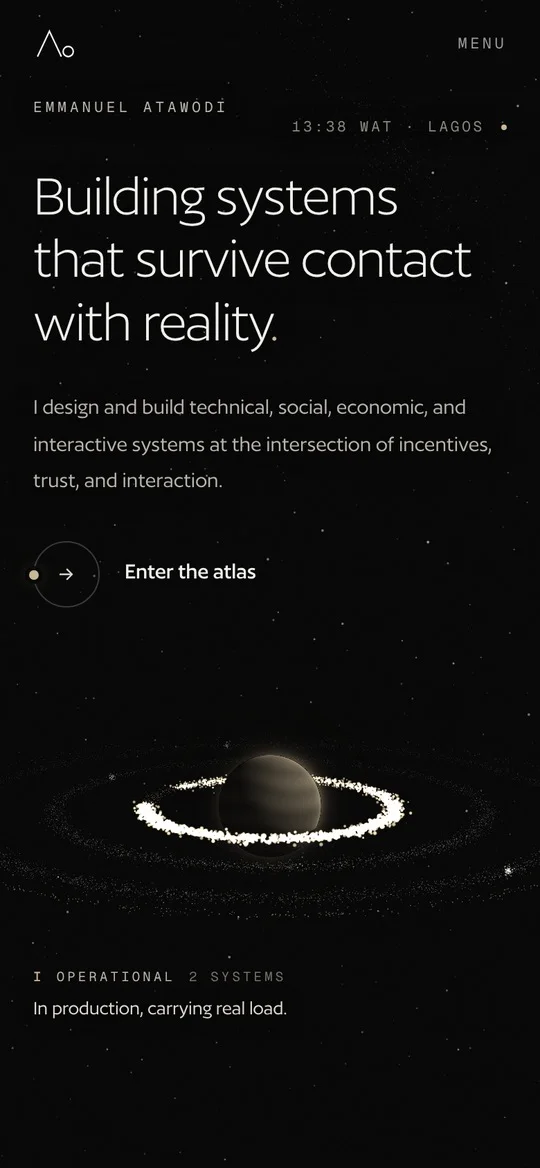 MENU
EMMANUEL ATAWODI
13:38 WAT · LAGOS
Building systems
that survive contact
with reality.
I design and build technical, social, economic, and
interactive systems at the intersection of incentives,
trust, and interaction.
→ Enter the atlas
I OPERATIONAL 2 SYSTEMS
In production, carrying real load.